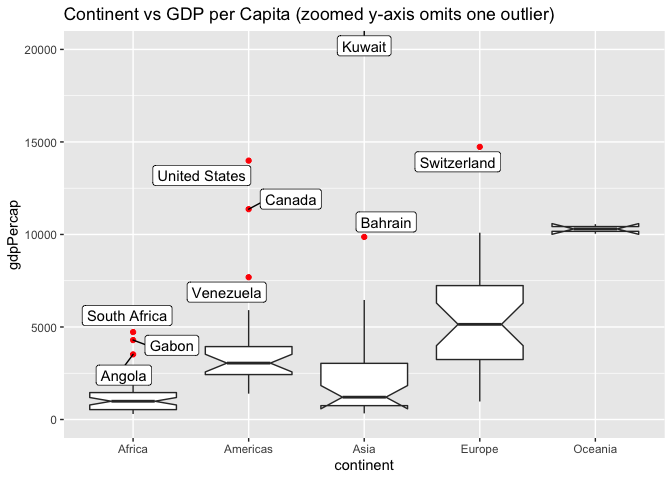 Continent vs GDP per Capita (zoomed y-axis omits one outlier)
20000
Kuwait
15000
Switzerland
United States
Canada
Bahrain
10000
Venezuela
South Africa
5000
Gabon
Angola
0
gdpPercap
Africa Americas Asia Europe Oceania
continent